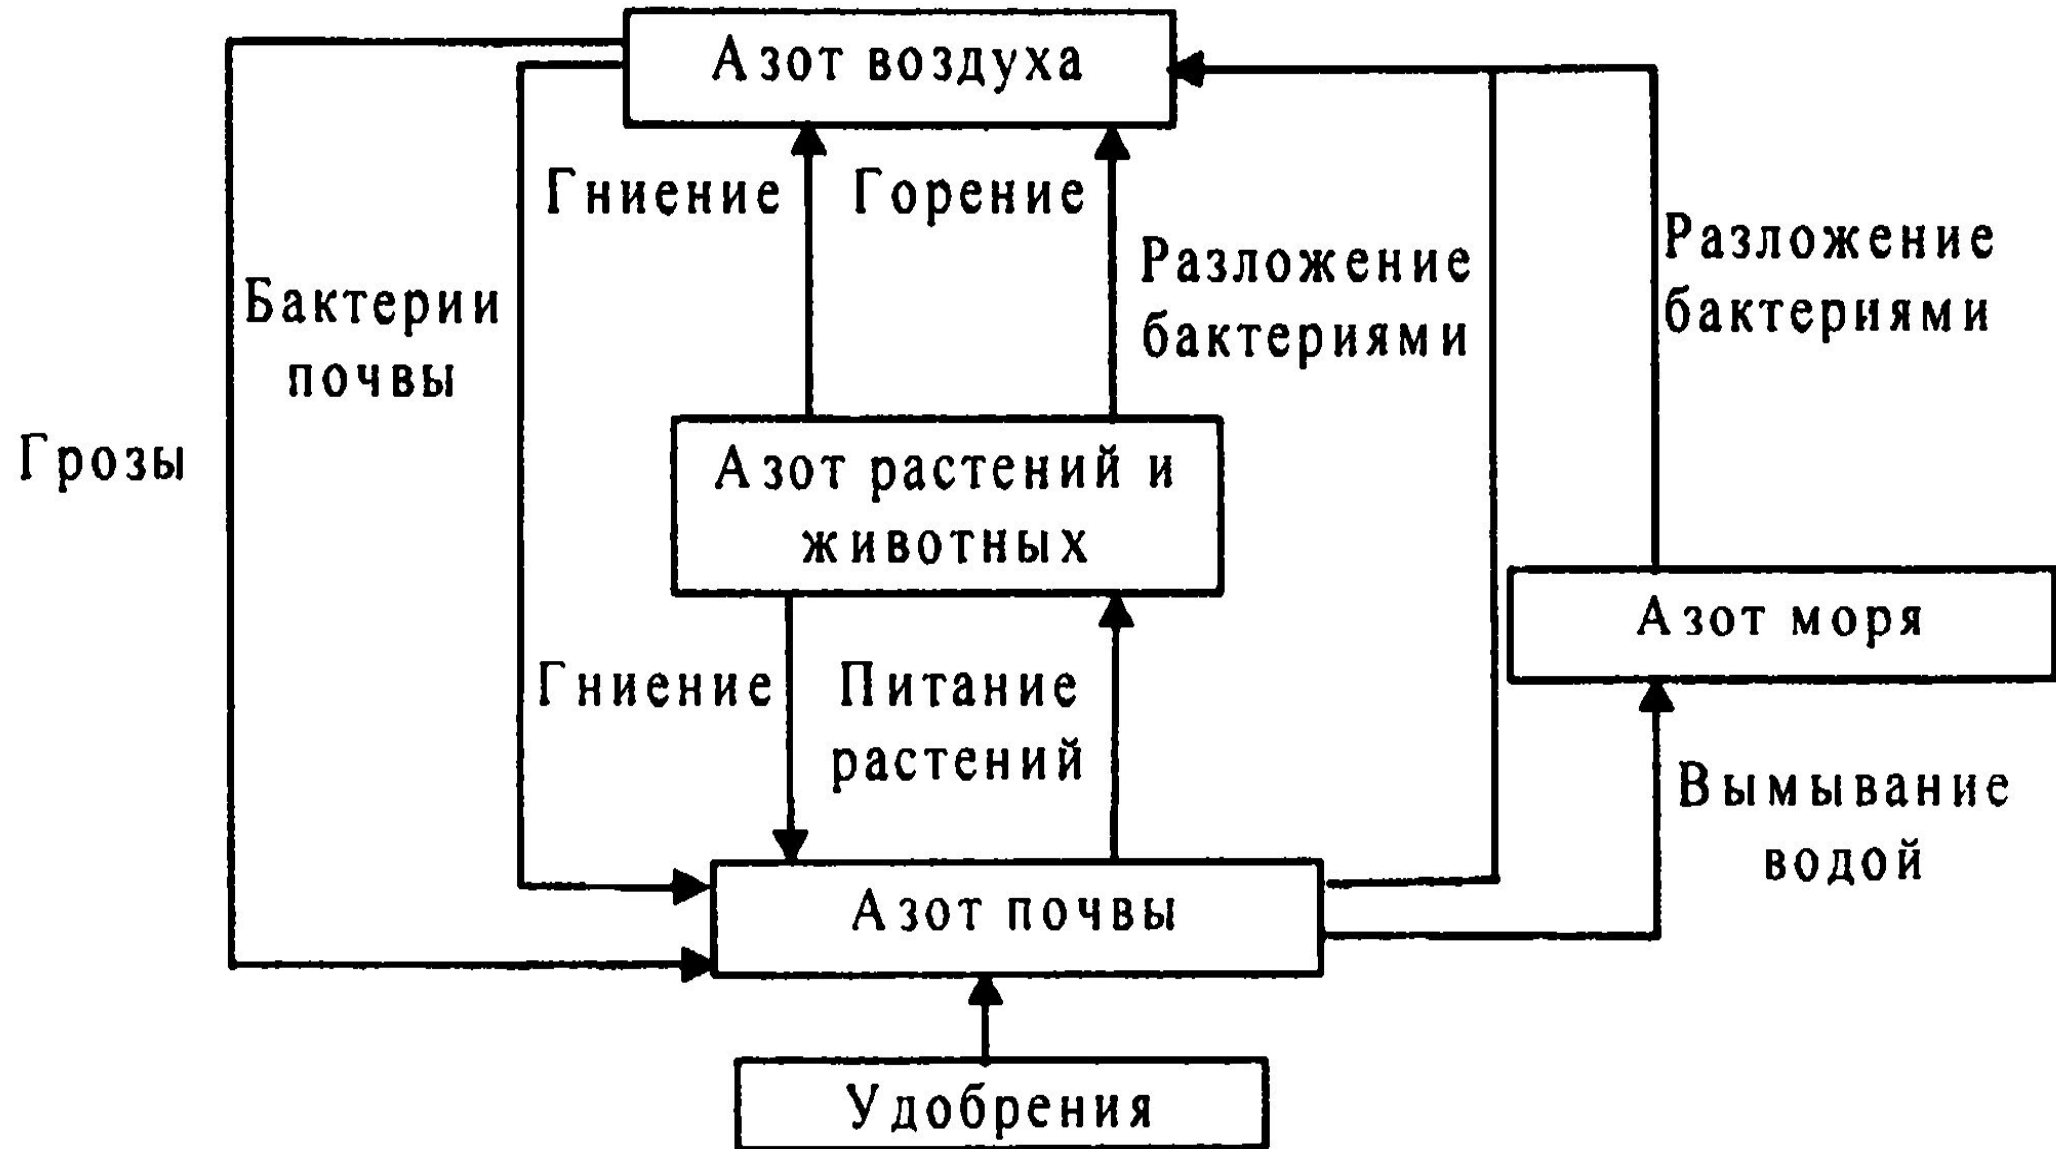 Азот воздуха
Гниение
Горение
Разложение
бактериями
Разложение
бактериями
Бактерии
почвы
Грозы
Азот растений и
животных
Азот моря
Гниение
Питание
растений
Вымывание
водой
Азот почвы
Удобрения